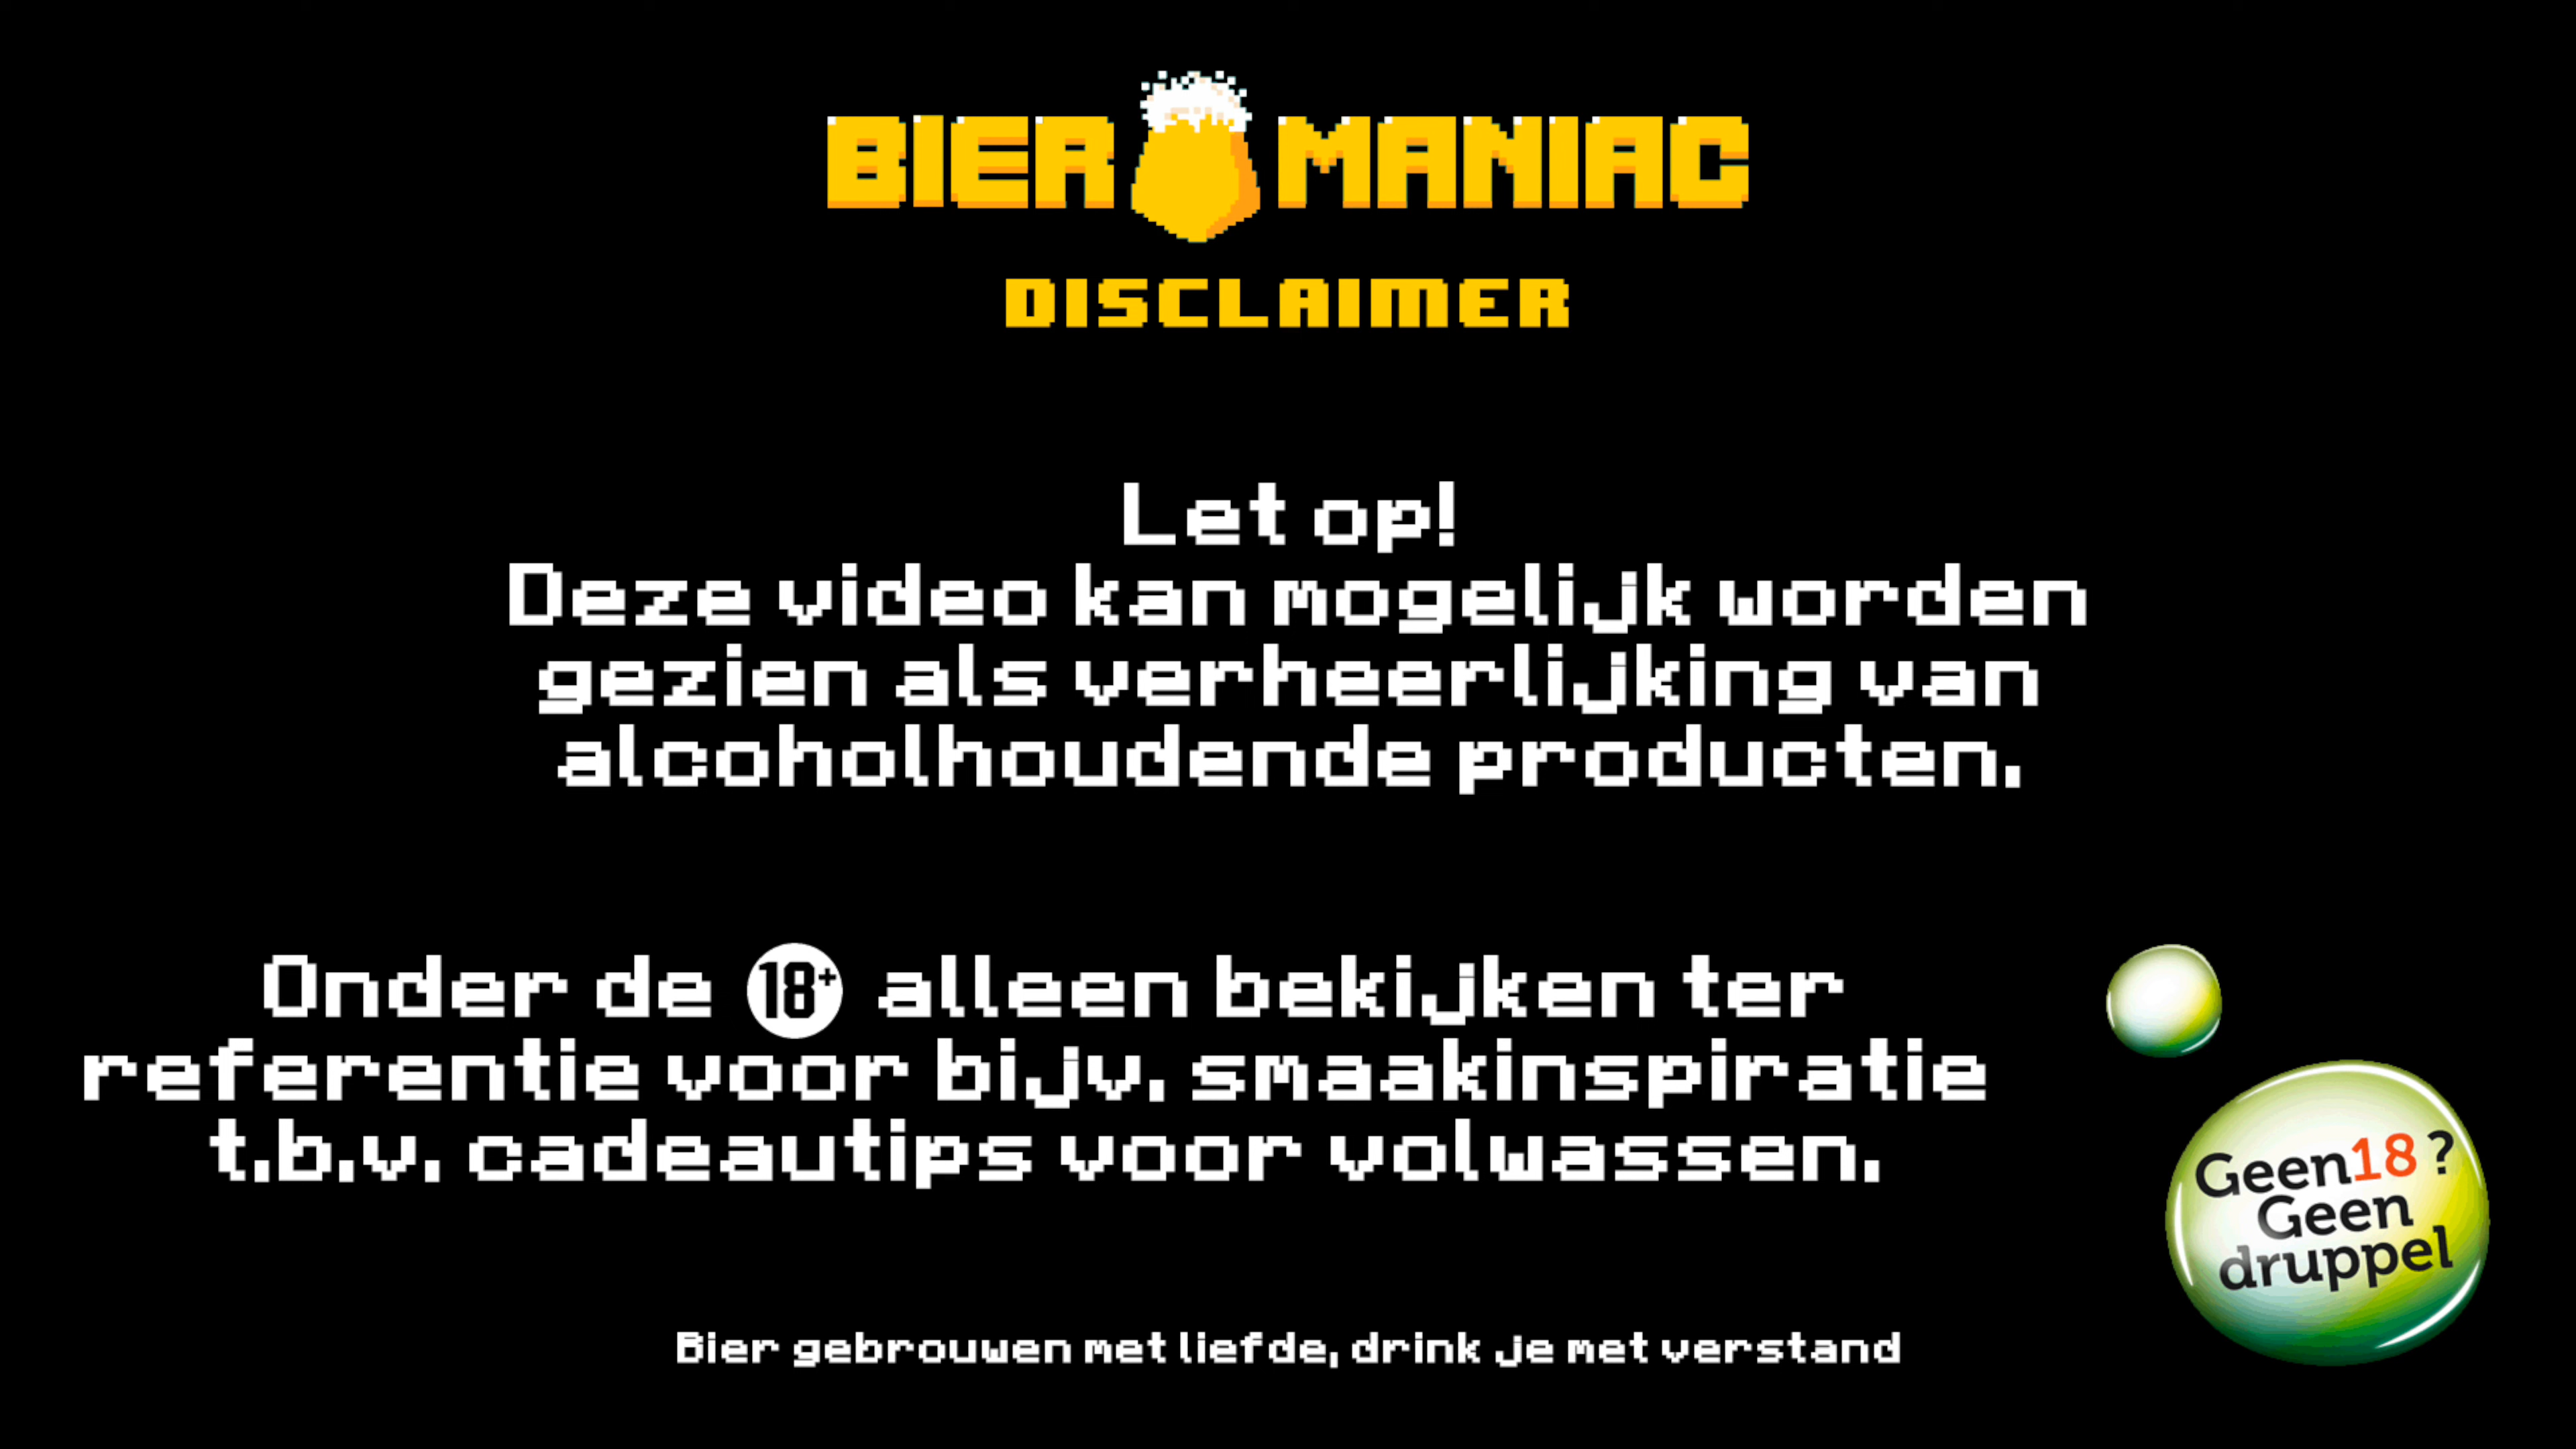 BIER MANIAC
DISCLAIMER
Let op!
Deze video kan mogelijk worden
gezien als verheerlijking van
alcoholhoudende producten.
Onder de 18+ alleen bekijken ter
referentie voor bijv. smaakinspiratie
t.b.v. cadeautips voor volwassen.
Geen18?
Geen
druppel
Bier gebrouwen met liefde, drink je met verstand